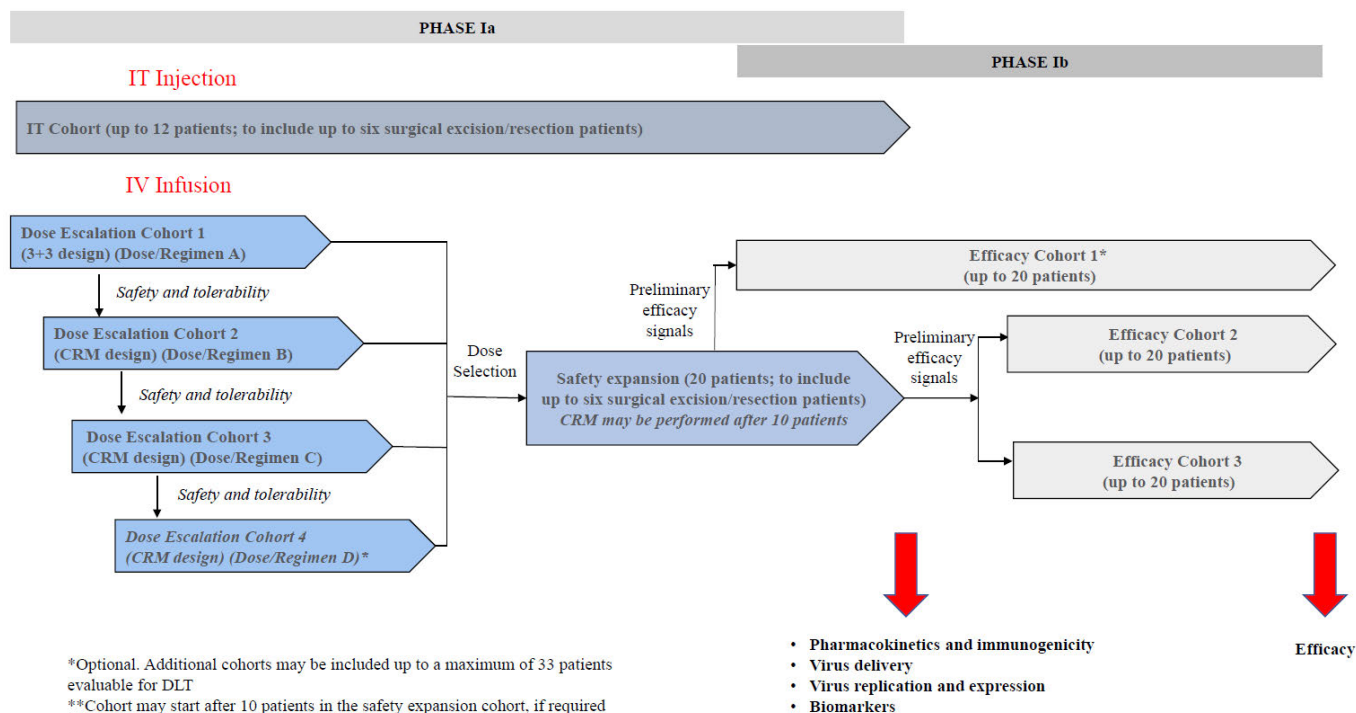 PHASE Ia
PHASE Ib
IT Injection
IT Cohort (up to 12 patients; to include up to six surgical excision/resection patients)
IV Infusion
Dose Escalation Cohort 1
(3+3 design) (Dose/Regimen A)
Safety and tolerability
Dose Escalation Cohort 2
(CRM design) (Dose/Regimen B)
Safety and tolerability
Dose Escalation Cohort 3
(CRM design) (Dose/Regimen C)
Safety and tolerability
Dose Escalation Cohort 4
(CRM design) (Dose/Regimen D)*
Dose
Selection
Safety expansion (20 patients; to include
up to six surgical excision/resection patients)
CRM may be performed after 10 patients
Preliminary
efficacy
signals
Efficacy Cohort 1*
(up to 20 patients)
Preliminary
efficacy
signals
Efficacy Cohort 2
(up to 20 patients)
Efficacy Cohort 3
(up to 20 patients)
*Optional. Additional cohorts may be included up to a maximum of 33 patients
evaluable for DLT
**Cohort may start after 10 patients in the safety expansion cohort, if required
• Pharmacokinetics and immunogenicity
• Virus delivery
• Virus replication and expression
• Biomarkers
Efficacy